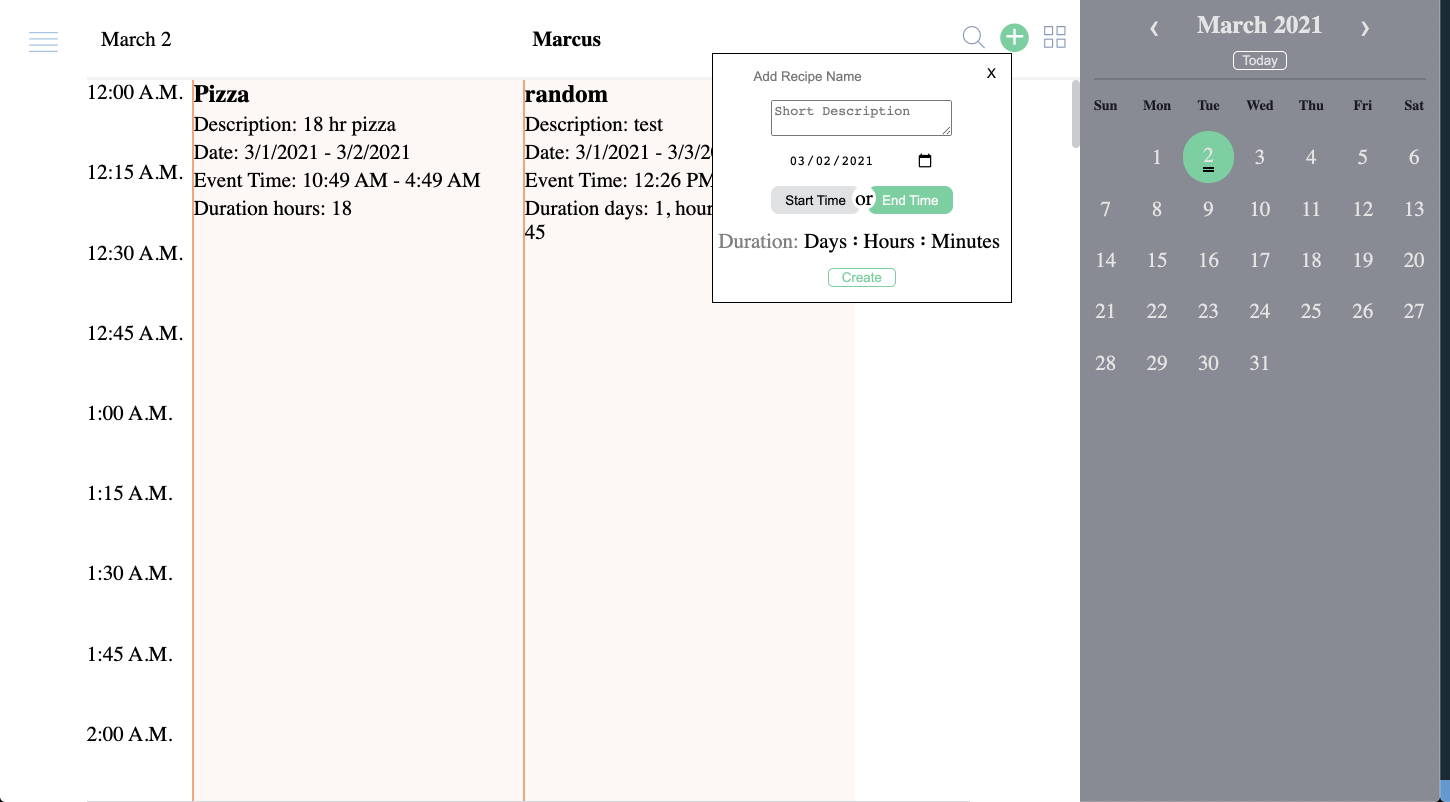 March 2
Marcus
12:00 A.M.
12:15 A.M.
12:30 A.M.
12:45 A.M.
1:00 A.M.
1:15 A.M.
1:30 A.M.
1:45 A.M.
2:00 A.M.
Pizza
Description: 18 hr pizza
Date: 3/1/2021 - 3/2/2021
Event Time: 10:49 AM - 4:49 AM
Duration hours: 18
random
Description: test
Date: 3/1/2021 - 3/3/20
Event Time: 12:26 PM
Duration days: 1, hour
45
Add Recipe Name
X
Short Description
03/02/2021
Start Time or End Time
Duration: Days : Hours : Minutes
Create
❮ March 2021 ❯
Today
Sun Mon Tue Wed Thu Fri Sat
1 2 3 4 5 6
7 8 9 10 11 12 13
14 15 16 17 18 19 20
21 22 23 24 25 26 27
28 29 30 31